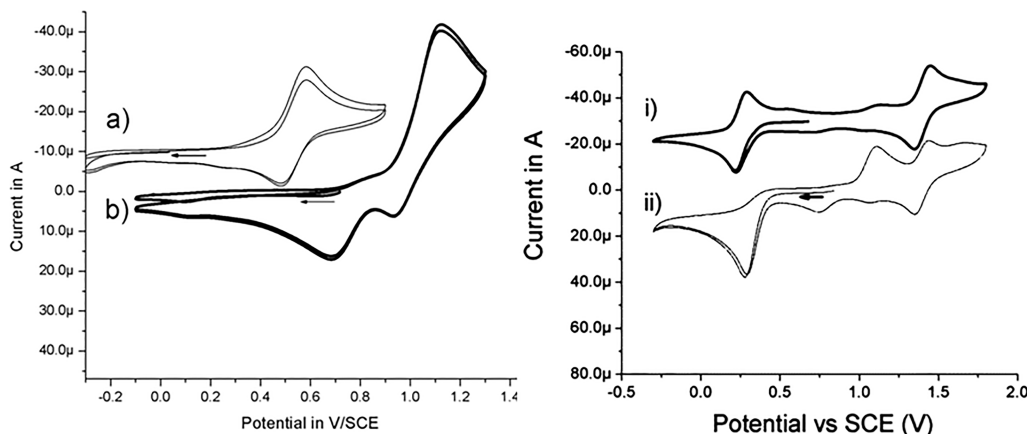 -40.0µ
-30.0µ
-20.0µ
-10.0µ
0.0
10.0µ
20.0µ
30.0µ
40.0µ
Current in A
a)
b)
-0.2 0.0 0.2 0.4 0.6 0.8 1.0 1.2 1.4
Potential in V/SCE
-60.0µ
-40.0µ
-20.0µ
0.0
20.0µ
40.0µ
60.0µ
80.0µ
Current in A
i)
ii)
-0.5 0.0 0.5 1.0 1.5 2.0
Potential vs SCE (V)